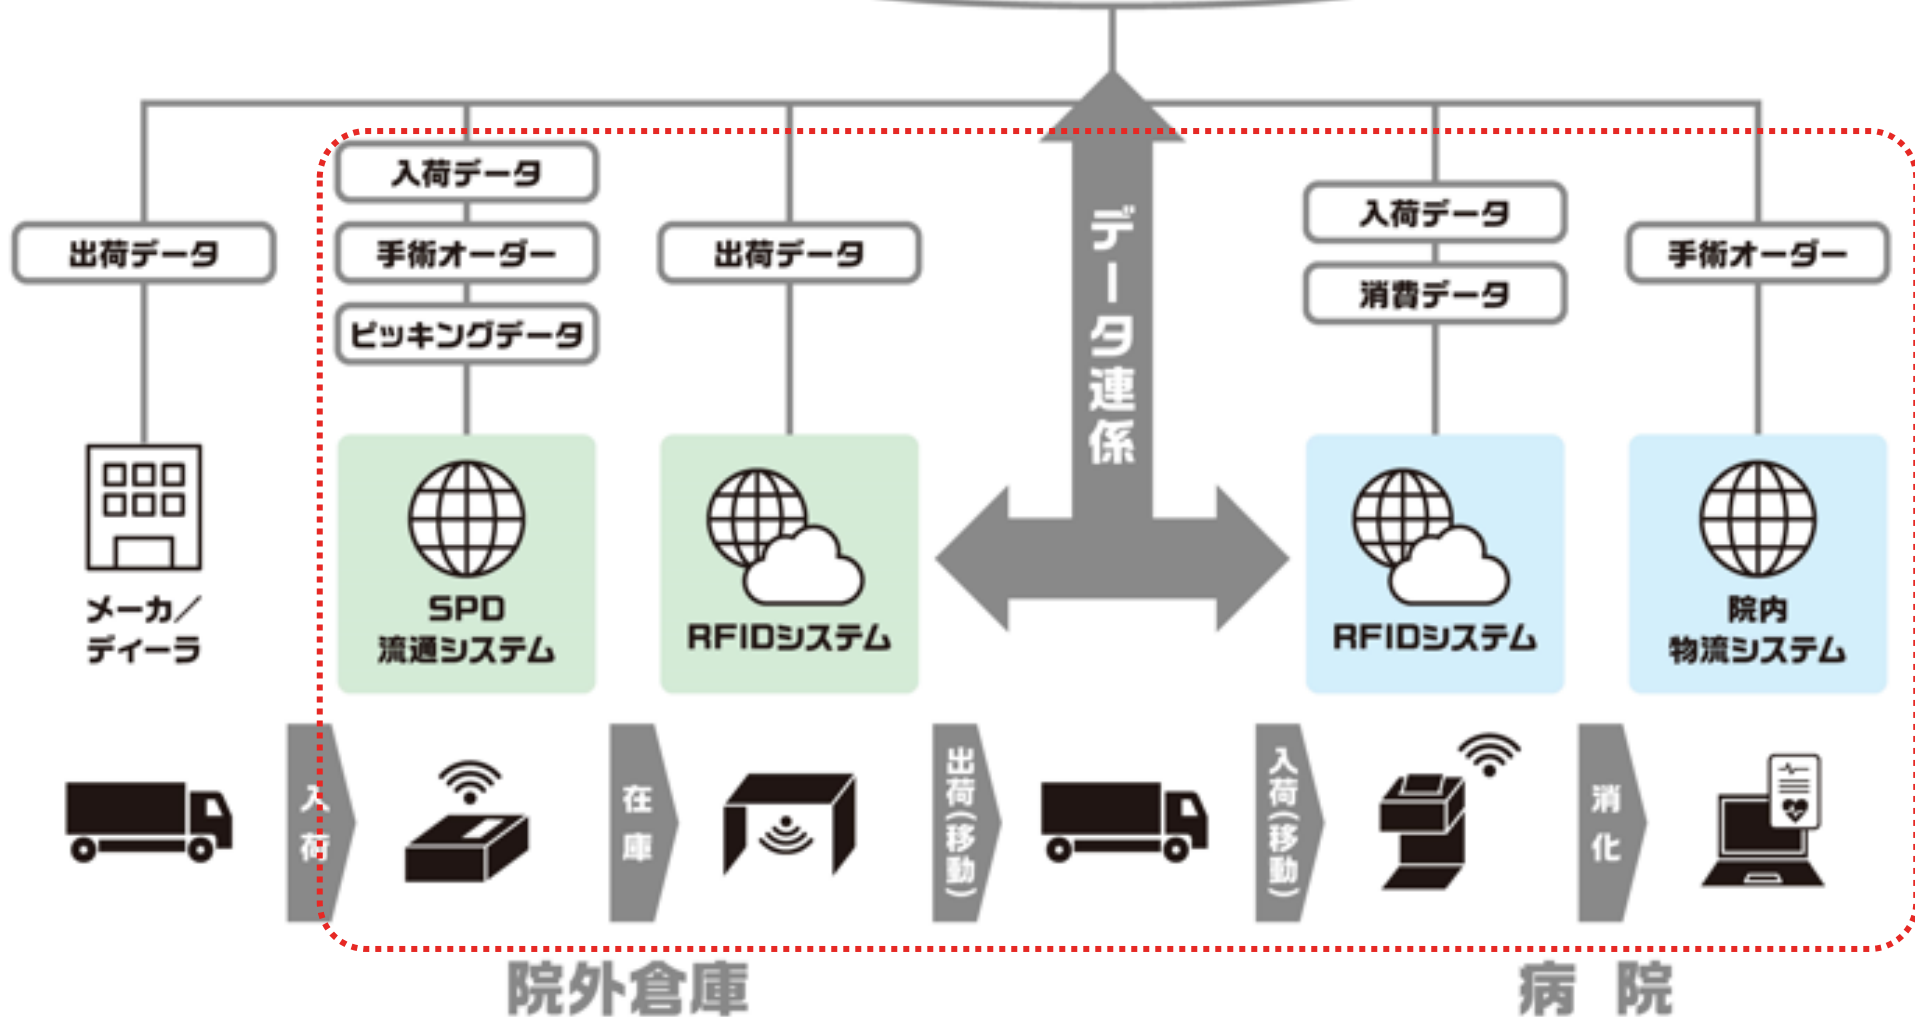 入荷データ
出荷データ
手術オーダー
ピッキングデータ
出荷データ
データ連係
入荷データ
消費データ
手術オーダー
メーカ／
ディーラ
SPD
流通システム
RFIDシステム
RFIDシステム
院内
物流システム
入荷
在庫
出荷(移動)
入荷(移動)
消化
院外倉庫
病院